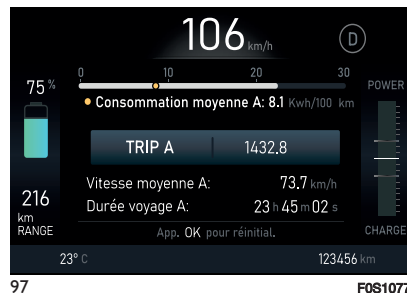 106 km/h D
0 10 20 30
75 % POWER
Consommation moyenne A: 8.1 Kwh/100 km
TRIP A 1432.8
Vitesse moyenne A: 73.7 km/h
216 Durée voyage A: 23 h 45 m 02 s
km
RANGE App. OK pour réinitial. CHARGE
23° C 123456 km
97 F0S1077